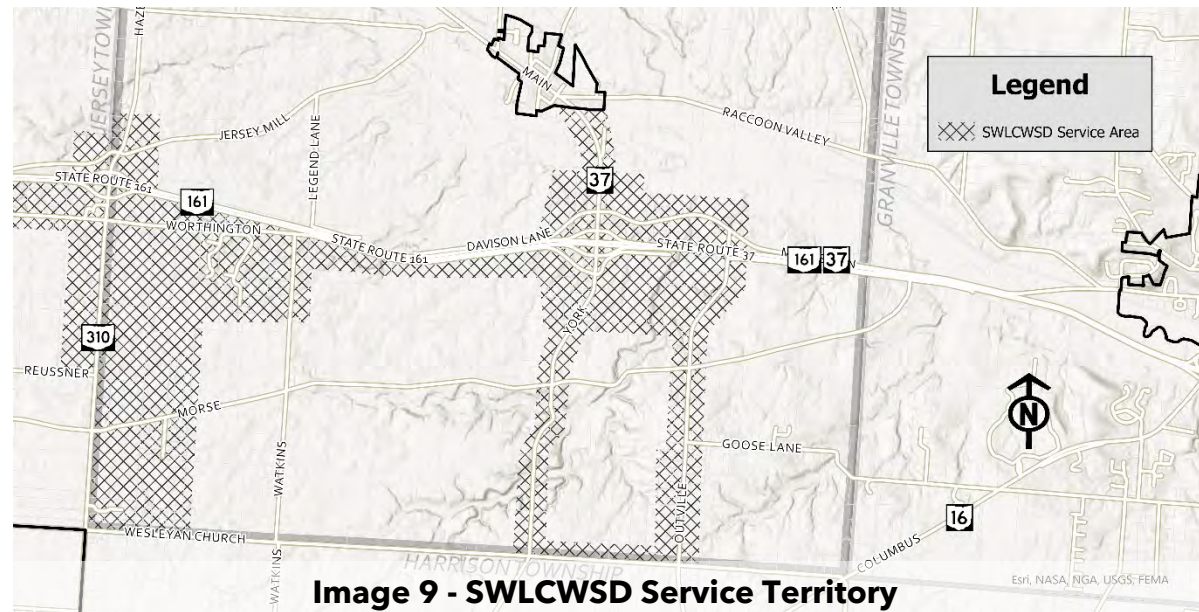 JERSEY TOWN
HAZE
MAIN
GRANVILLE TOWNSHIP
Legend
SWLCWSD Service Area
JERSEY MILL
LEGEND LANE
RACCOON VALLEY
STATE ROUTE 161
37
161
WORTHINGTON
STATE ROUTE 161
DAVISON LANE
STATE ROUTE 37
161
37
310
YORK
REUSSNER
MORSE
WATKINS
GOOSE LANE
N
OUTVILLE
16
WESLEYAN CHURCH
WATKINS
HARRISON TOWNSHIP
COLUMBUS
Image 9 - SWLCWSD Service Territory
Esri, NASA, NGA, USGS, FEMA